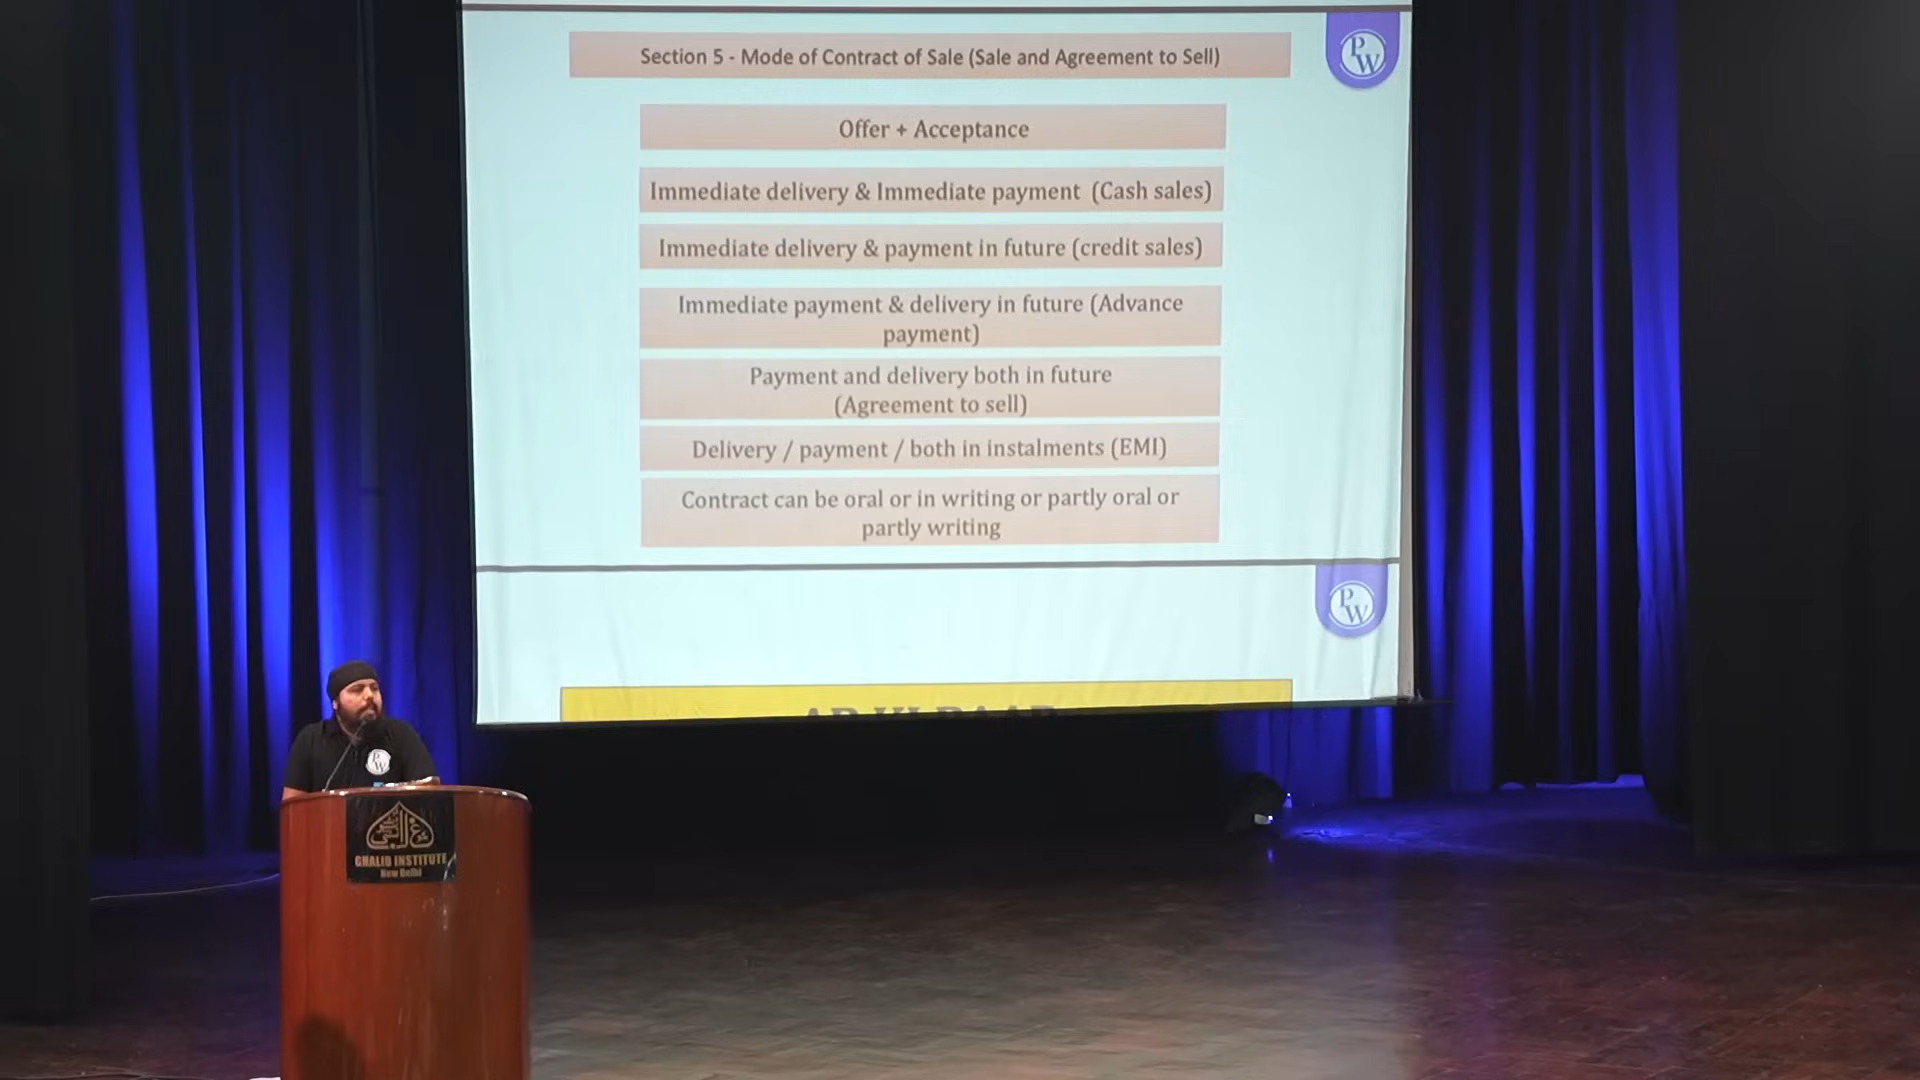 Section 5 - Mode of Contract of Sale (Sale and Agreement to Sell)
PW
Offer + Acceptance
Immediate delivery & Immediate payment (Cash sales)
Immediate delivery & payment in future (credit sales)
Immediate payment & delivery in future (Advance
payment)
Payment and delivery both in future
(Agreement to sell)
Delivery / payment / both in instalments (EMI)
Contract can be oral or in writing or partly oral or
partly writing
PW
PW
GHALIB INSTITUTE
New Delhi